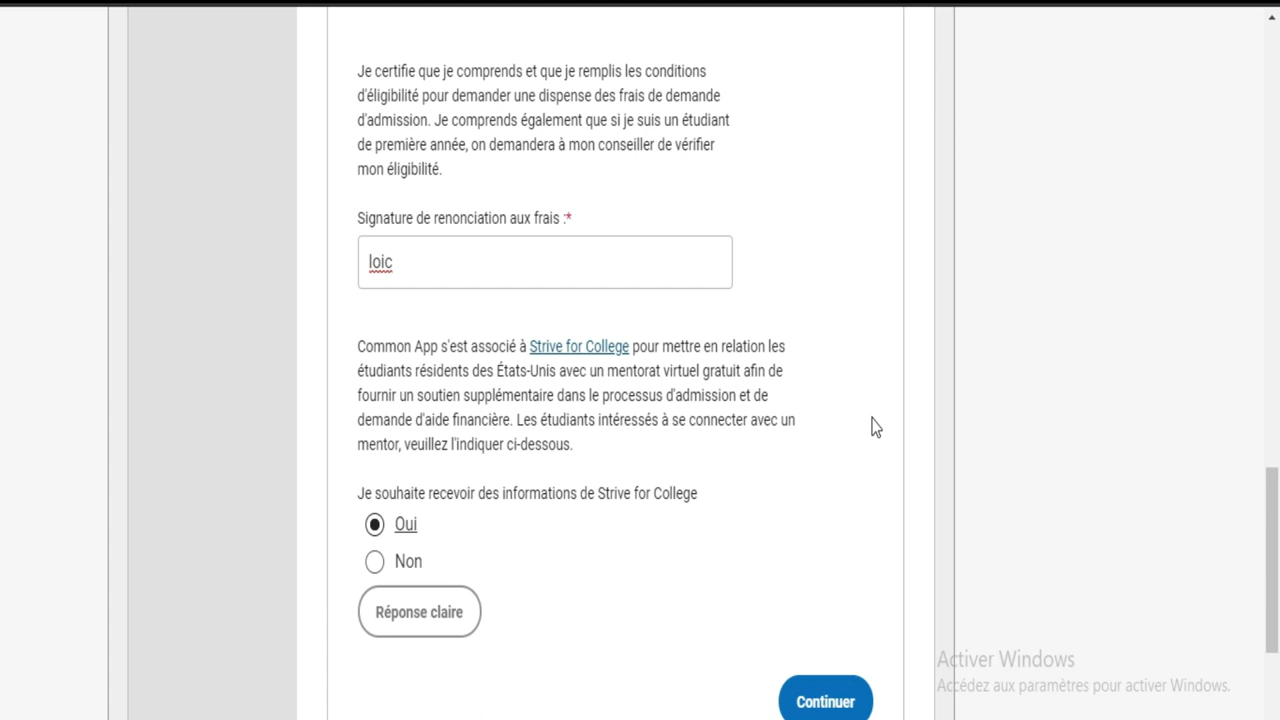 Je certifie que je comprends et que je remplis les conditions
d'éligibilité pour demander une dispense des frais de demande
d'admission. Je comprends également que si je suis un étudiant
de première année, on demandera à mon conseiller de vérifier
mon éligibilité.
Signature de renonciation aux frais :*
loic
Common App s'est associé à Strive for College pour mettre en relation les
étudiants résidents des États-Unis avec un mentorat virtuel gratuit afin de
fournir un soutien supplémentaire dans le processus d'admission et de
demande d'aide financière. Les étudiants intéressés à se connecter avec un
mentor, veuillez l'indiquer ci-dessous.
Je souhaite recevoir des informations de Strive for College
Oui
Non
Réponse claire
Continuer
Activer Windows
Accédez aux paramètres pour activer Windows.